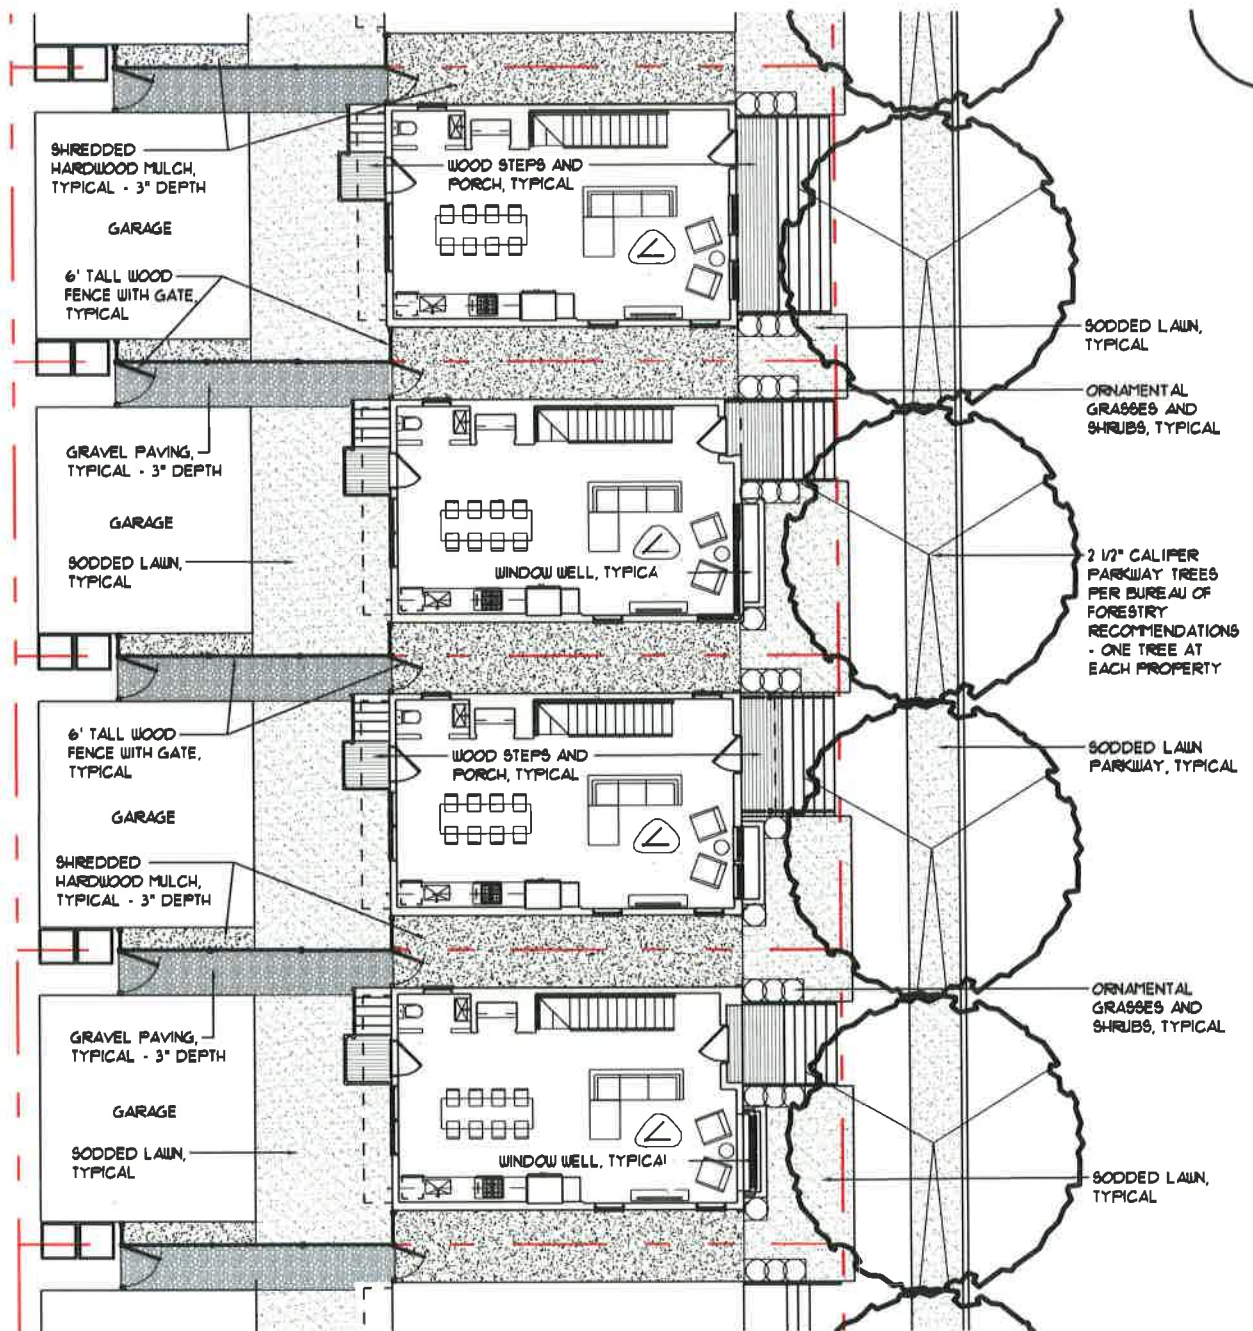 SHREDDED
HARDWOOD MULCH,
TYPICAL - 3" DEPTH
WOOD STEPS AND
PORCH, TYPICAL
GARAGE
6' TALL WOOD
FENCE WITH GATE,
TYPICAL
SODDED LAWN,
TYPICAL
ORNAMENTAL
GRASSES AND
SHRUBS, TYPICAL
GRAVEL PAVING,
TYPICAL - 3" DEPTH
GARAGE
SODDED LAWN,
TYPICAL
WINDOW WELL, TYPICA
2 1/2" CALIPER
PARKWAY TREES
PER BUREAU OF
FORESTRY
RECOMMENDATIONS
- ONE TREE AT
EACH PROPERTY
6' TALL WOOD
FENCE WITH GATE,
TYPICAL
WOOD STEPS AND
PORCH, TYPICAL
SODDED LAWN
PARKWAY, TYPICAL
GARAGE
SHREDDED
HARDWOOD MULCH,
TYPICAL - 3" DEPTH
ORNAMENTAL
GRASSES AND
SHRUBS, TYPICAL
GRAVEL PAVING,
TYPICAL - 3" DEPTH
GARAGE
SODDED LAWN,
TYPICAL
WINDOW WELL, TYPICAL
SODDED LAWN,
TYPICAL